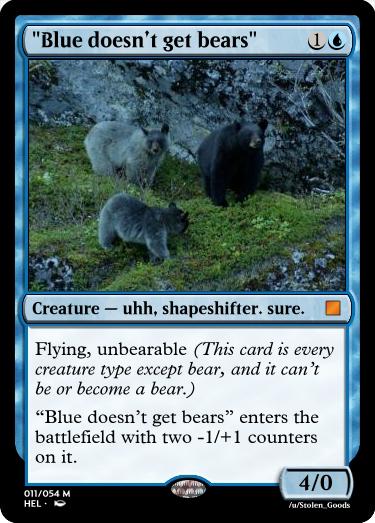 "Blue doesn't get bears" 1
Creature — uhh, shapeshifter. sure.
Flying, unbearable (This card is every
creature type except bear, and it can't
be or become a bear.)
“Blue doesn't get bears” enters the
battlefield with two -1/+1 counters
on it.
4/0
011/054 M
HEL ·
/u/Stolen_Goods